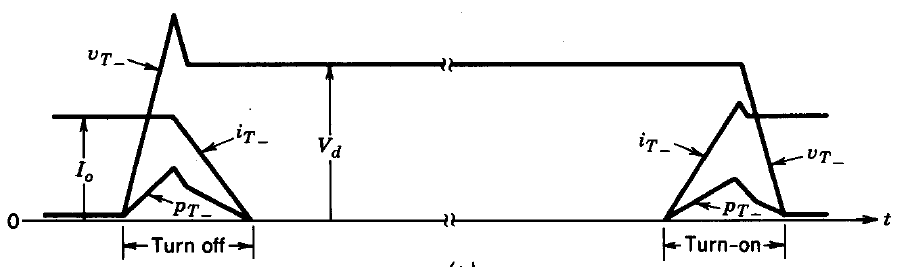 v_{T_-}
i_{T_-}
V_d
i_{T_-}
I_o
v_{T_-}
p_{T_-}
p_{T_-}
0
t
Turn off
Turn-on